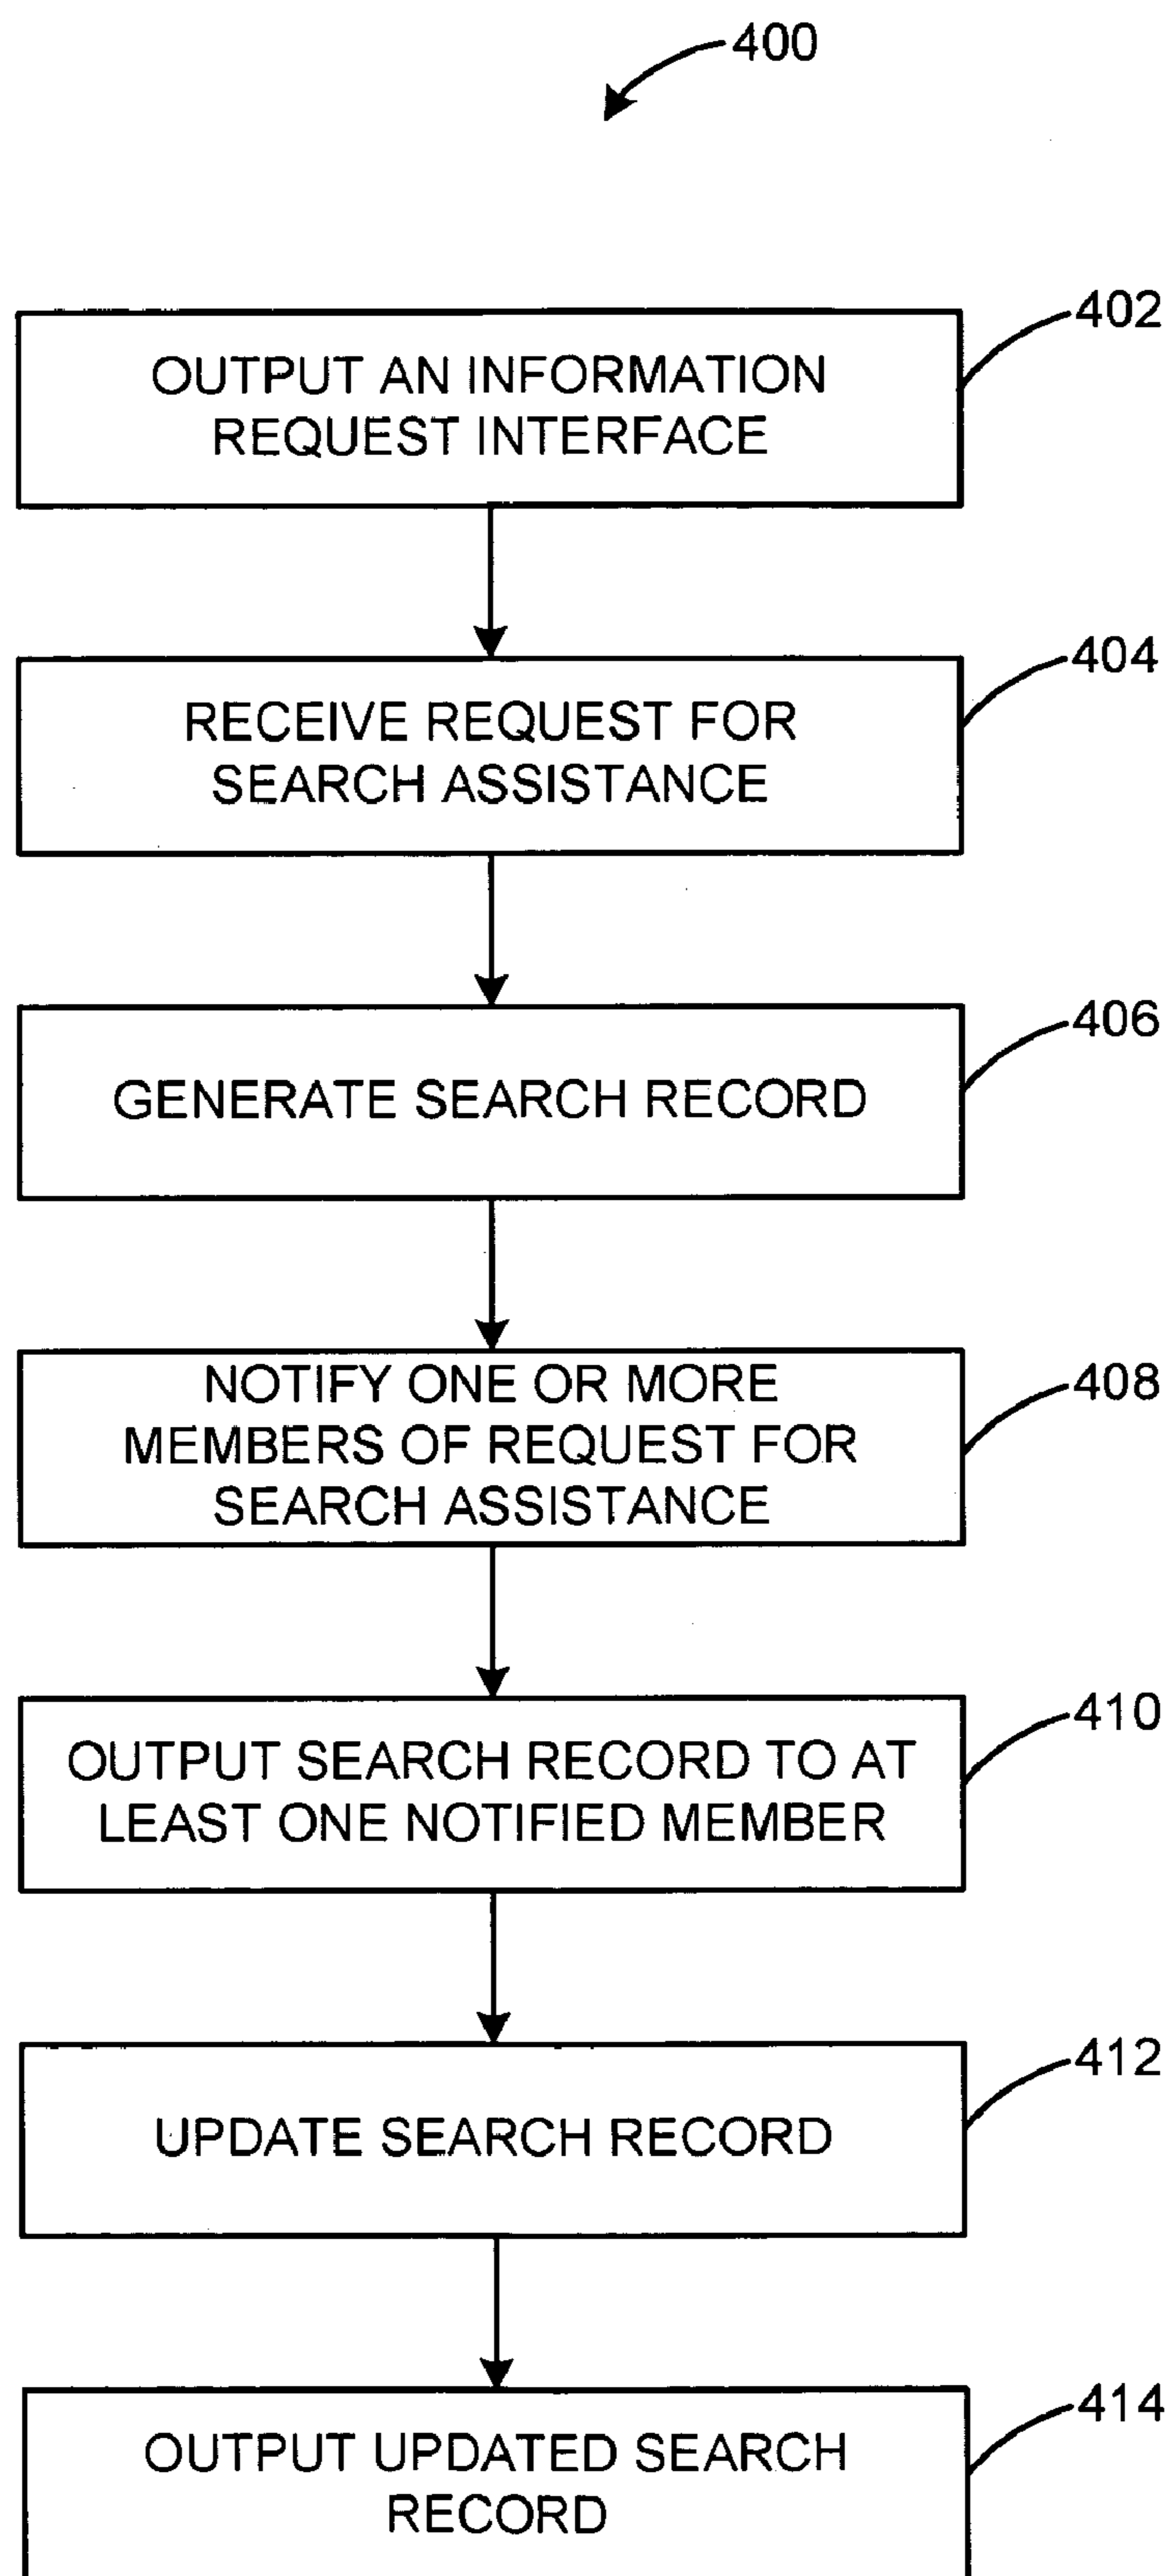 400
402
OUTPUT AN INFORMATION
REQUEST INTERFACE
404
RECEIVE REQUEST FOR
SEARCH ASSISTANCE
406
GENERATE SEARCH RECORD
408
NOTIFY ONE OR MORE
MEMBERS OF REQUEST FOR
SEARCH ASSISTANCE
410
OUTPUT SEARCH RECORD TO AT
LEAST ONE NOTIFIED MEMBER
412
UPDATE SEARCH RECORD
414
OUTPUT UPDATED SEARCH
RECORD